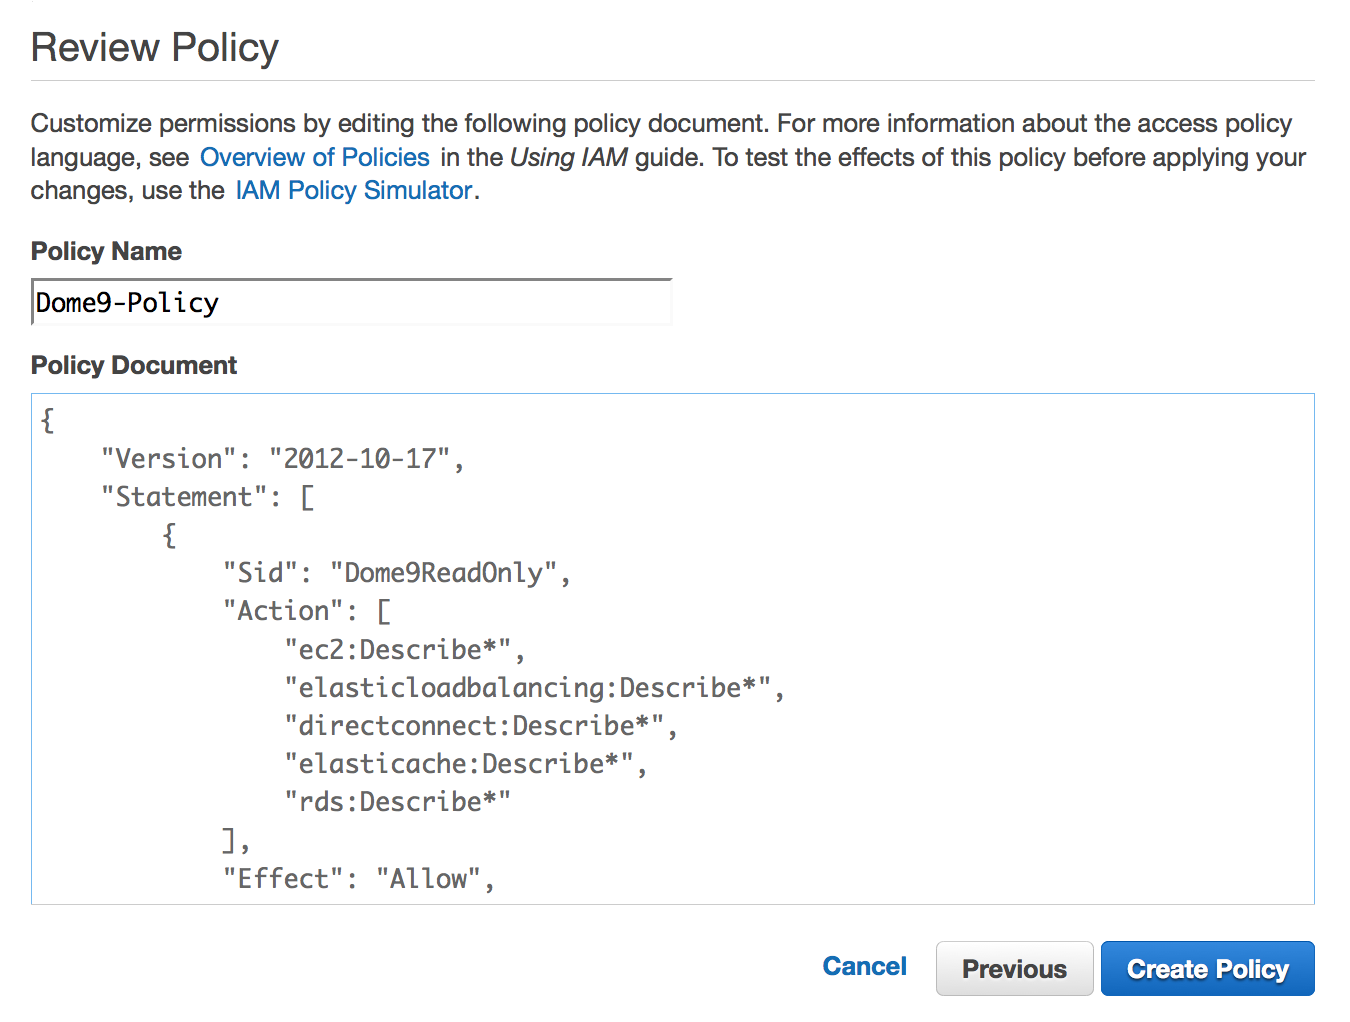 Review Policy
Customize permissions by editing the following policy document. For more information about the access policy
language, see Overview of Policies in the Using IAM guide. To test the effects of this policy before applying your
changes, use the IAM Policy Simulator.
Policy Name
Dome9-Policy
Policy Document
{
    "Version": "2012-10-17",
    "Statement": [
        {
            "Sid": "Dome9ReadOnly",
            "Action": [
                "ec2:Describe*",
                "elasticloadbalancing:Describe*",
                "directconnect:Describe*",
                "elasticache:Describe*",
                "rds:Describe*"
            ],
            "Effect": "Allow",
Cancel Previous Create Policy